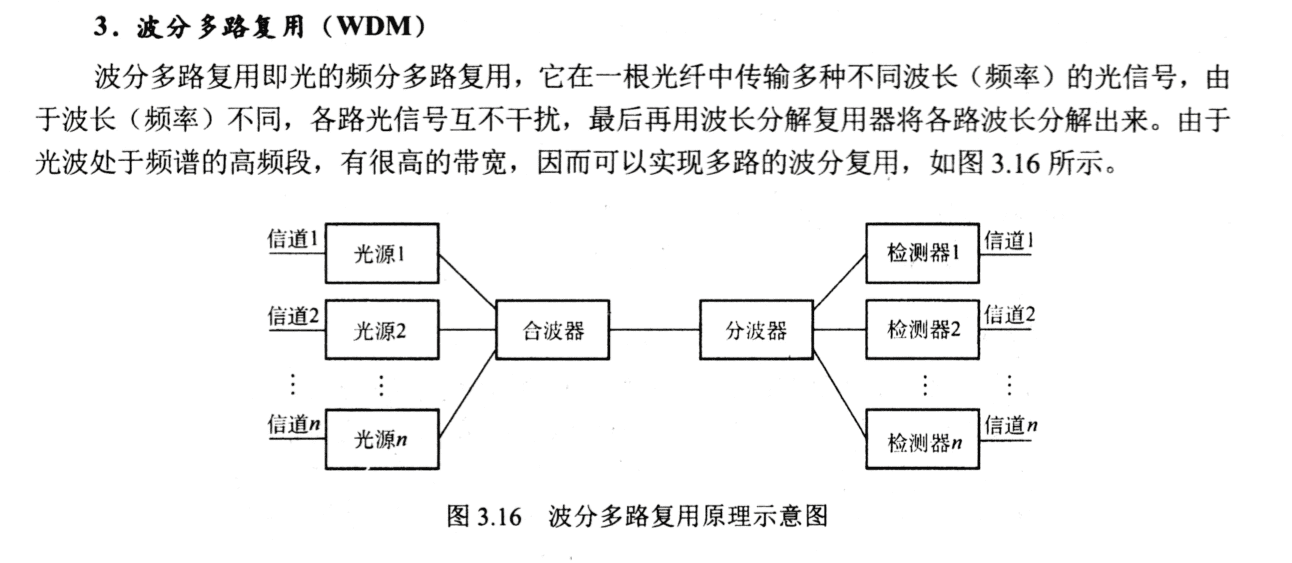 3．波分多路复用（WDM）
波分多路复用即光的频分多路复用，它在一根光纤中传输多种不同波长（频率）的光信号，由
于波长（频率）不同，各路光信号互不干扰，最后再用波长分解复用器将各路波长分解出来。由于
光波处于频谱的高频段，有很高的带宽，因而可以实现多路的波分复用，如图 3.16 所示。
信道1 光源1 检测器1 信道1
信道2 光源2 合波器 分波器 检测器2 信道2
⋮ ⋮ ⋮ ⋮
信道n 光源n 检测器n 信道n
图 3.16 波分多路复用原理示意图